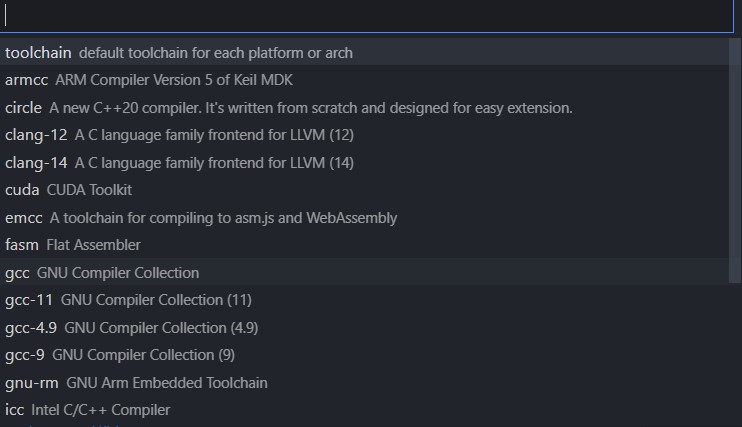 toolchain default toolchain for each platform or arch
armcc ARM Compiler Version 5 of Keil MDK
circle A new C++20 compiler. It's written from scratch and designed for easy extension.
clang-12 A C language family frontend for LLVM (12)
clang-14 A C language family frontend for LLVM (14)
cuda CUDA Toolkit
emcc A toolchain for compiling to asm.js and WebAssembly
fasm Flat Assembler
gcc GNU Compiler Collection
gcc-11 GNU Compiler Collection (11)
gcc-4.9 GNU Compiler Collection (4.9)
gcc-9 GNU Compiler Collection (9)
gnu-rm GNU Arm Embedded Toolchain
icc Intel C/C++ Compiler